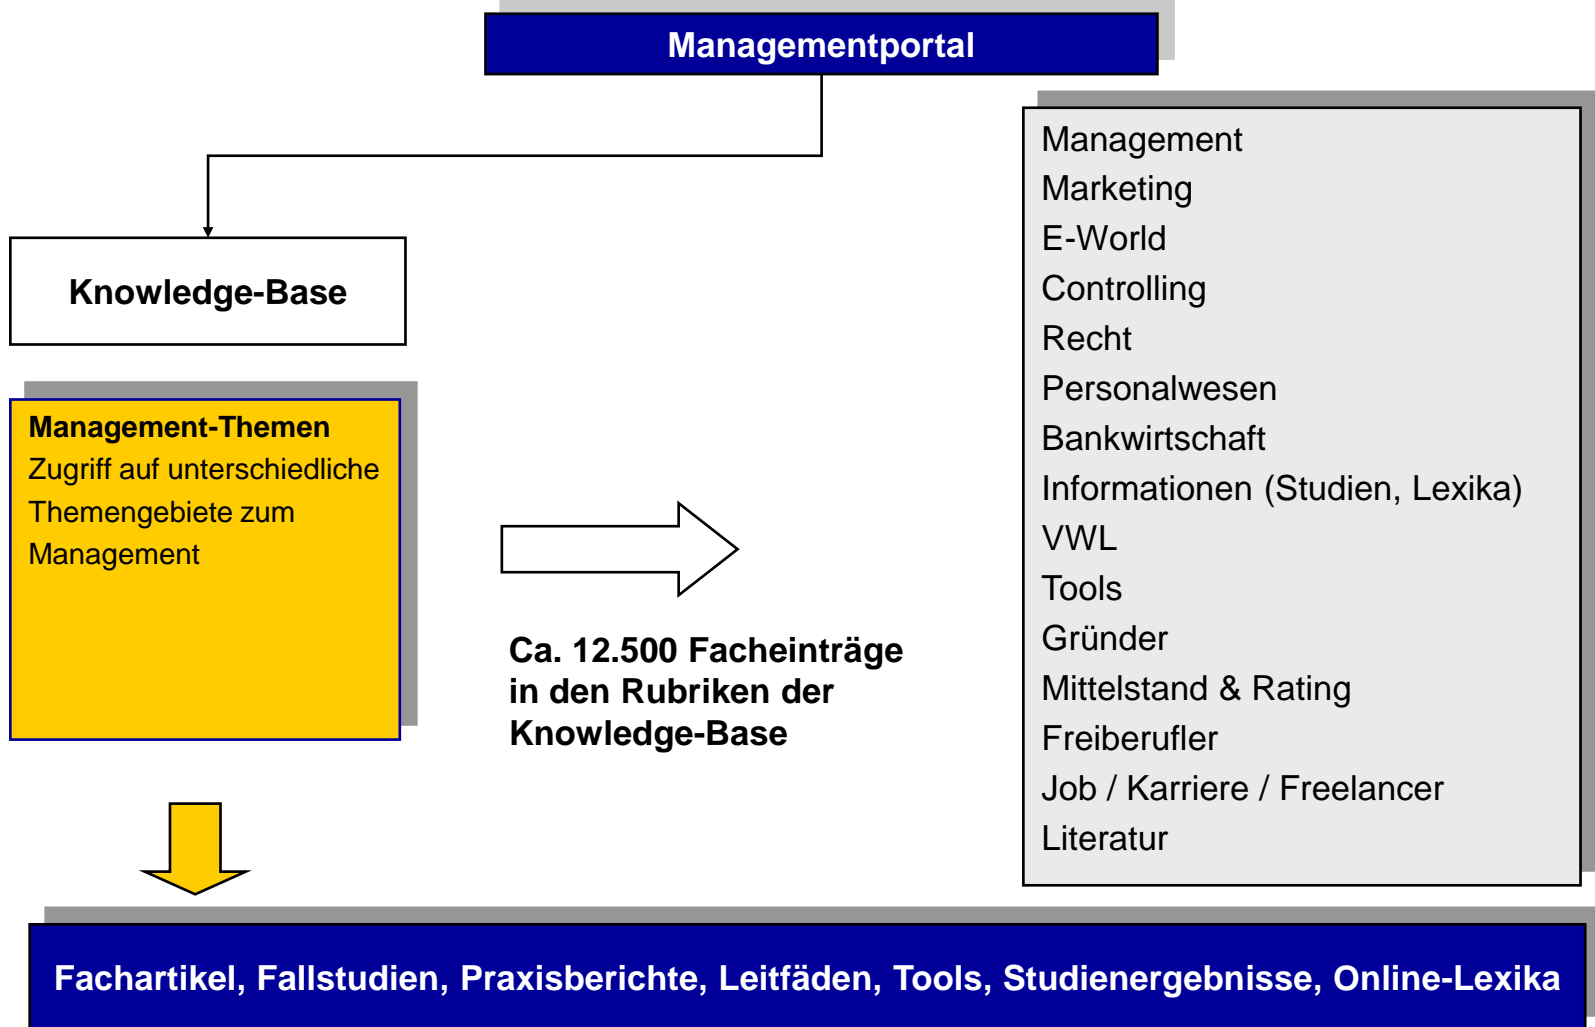 Managementportal
Knowledge-Base
Management-Themen
Zugriff auf unterschiedliche
Themengebiete zum
Management
Ca. 12.500 Facheinträge
in den Rubriken der
Knowledge-Base
Management
Marketing
E-World
Controlling
Recht
Personalwesen
Bankwirtschaft
Informationen (Studien, Lexika)
VWL
Tools
Gründer
Mittelstand & Rating
Freiberufler
Job / Karriere / Freelancer
Literatur
Fachartikel, Fallstudien, Praxisberichte, Leitfäden, Tools, Studienergebnisse, Online-Lexika